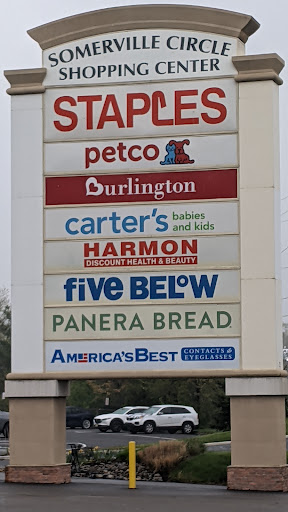 SOMERVILLE CIRCLE
SHOPPING CENTER
STAPLES
petco
Burlington
carter's babies
and kids
HARMON
DISCOUNT HEALTH & BEAUTY
five BELOW
PANERA BREAD
AMERICA'S BEST CONTACTS &
EYEGLASSES